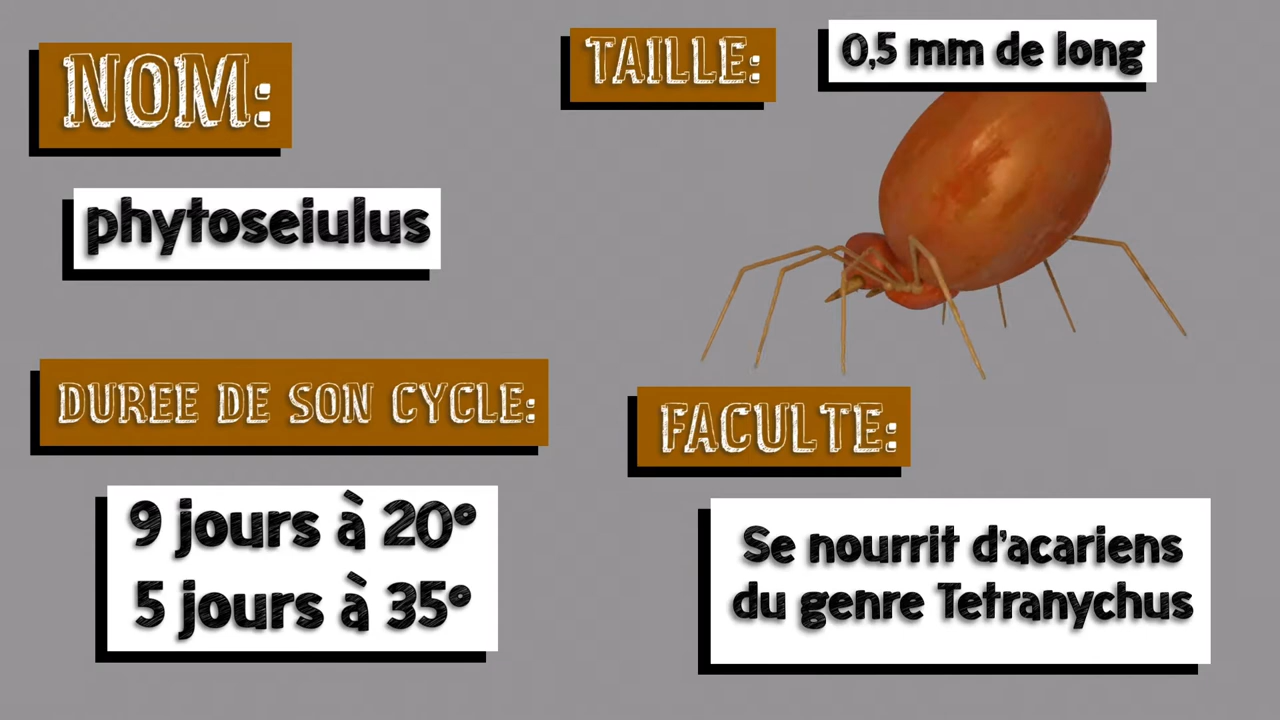 NOM:
phytoseiulus
TAILLE:
0,5 mm de long
DUREE DE SON CYCLE:
9 jours à 20°
5 jours à 35°
FACULTE:
Se nourrit d'acariens
du genre Tetranychus